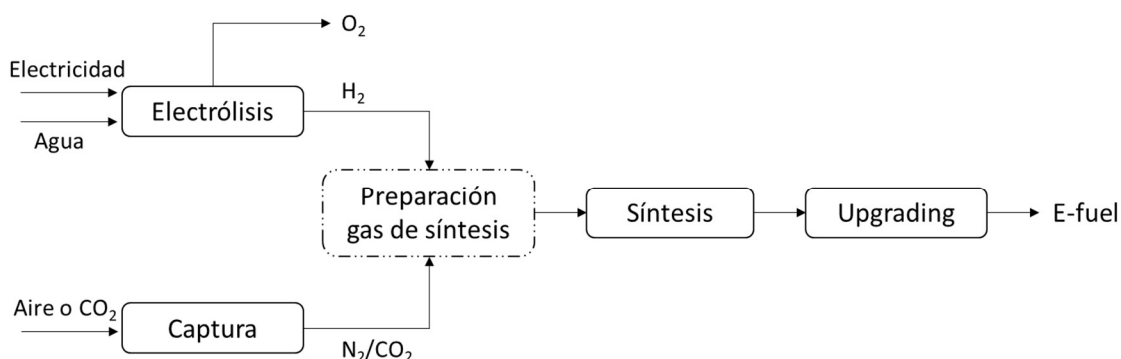 O₂
Electricidad
Electrólisis
H₂
Agua
Preparación
gas de síntesis
Síntesis
Upgrading
E-fuel
Aire o CO₂
Captura
N₂/CO₂